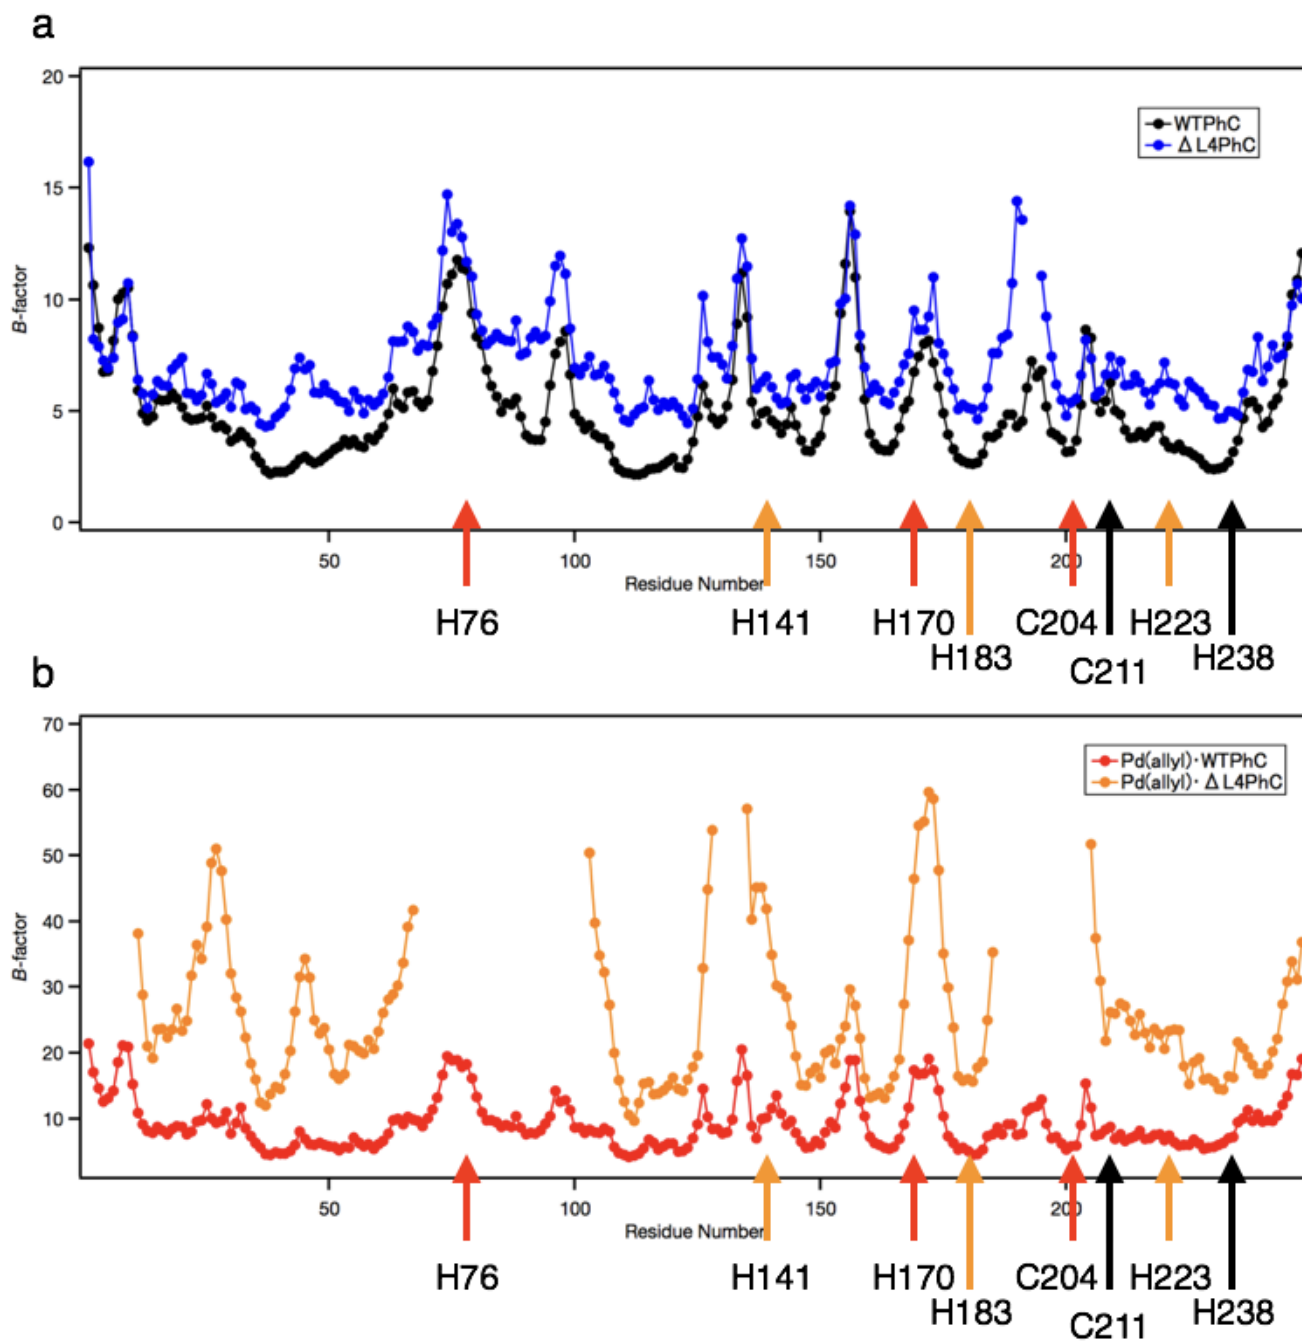 a
20
15
10
5
0
B-factor
WTPhC
ΔL4PhC
50
100
150
200
Residue Number
H76
H141
H170
H183
C204
C211
H223
H238
b
70
60
50
40
30
20
10
B-factor
Pd(allyl)·WTPhC
Pd(allyl)·ΔL4PhC
50
100
150
200
Residue Number
H76
H141
H170
H183
C204
C211
H223
H238